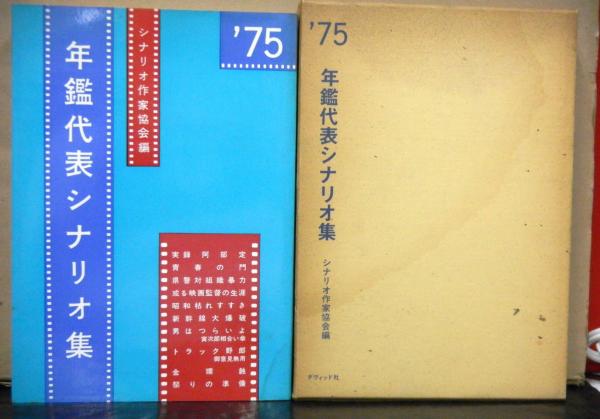 '75
シナリオ作家協会編
年鑑代表シナリオ集
実録阿部定
青春の門
県警対組織暴力
或る映画監督の生涯
昭和枯れすすき
新幹線大爆破
男はつらいよ
寅次郎相合い傘
トラック野郎
御意見無用
金環蝕
祭りの準備
'75
年鑑代表シナリオ集
シナリオ作家協会編
ダヴィッド社